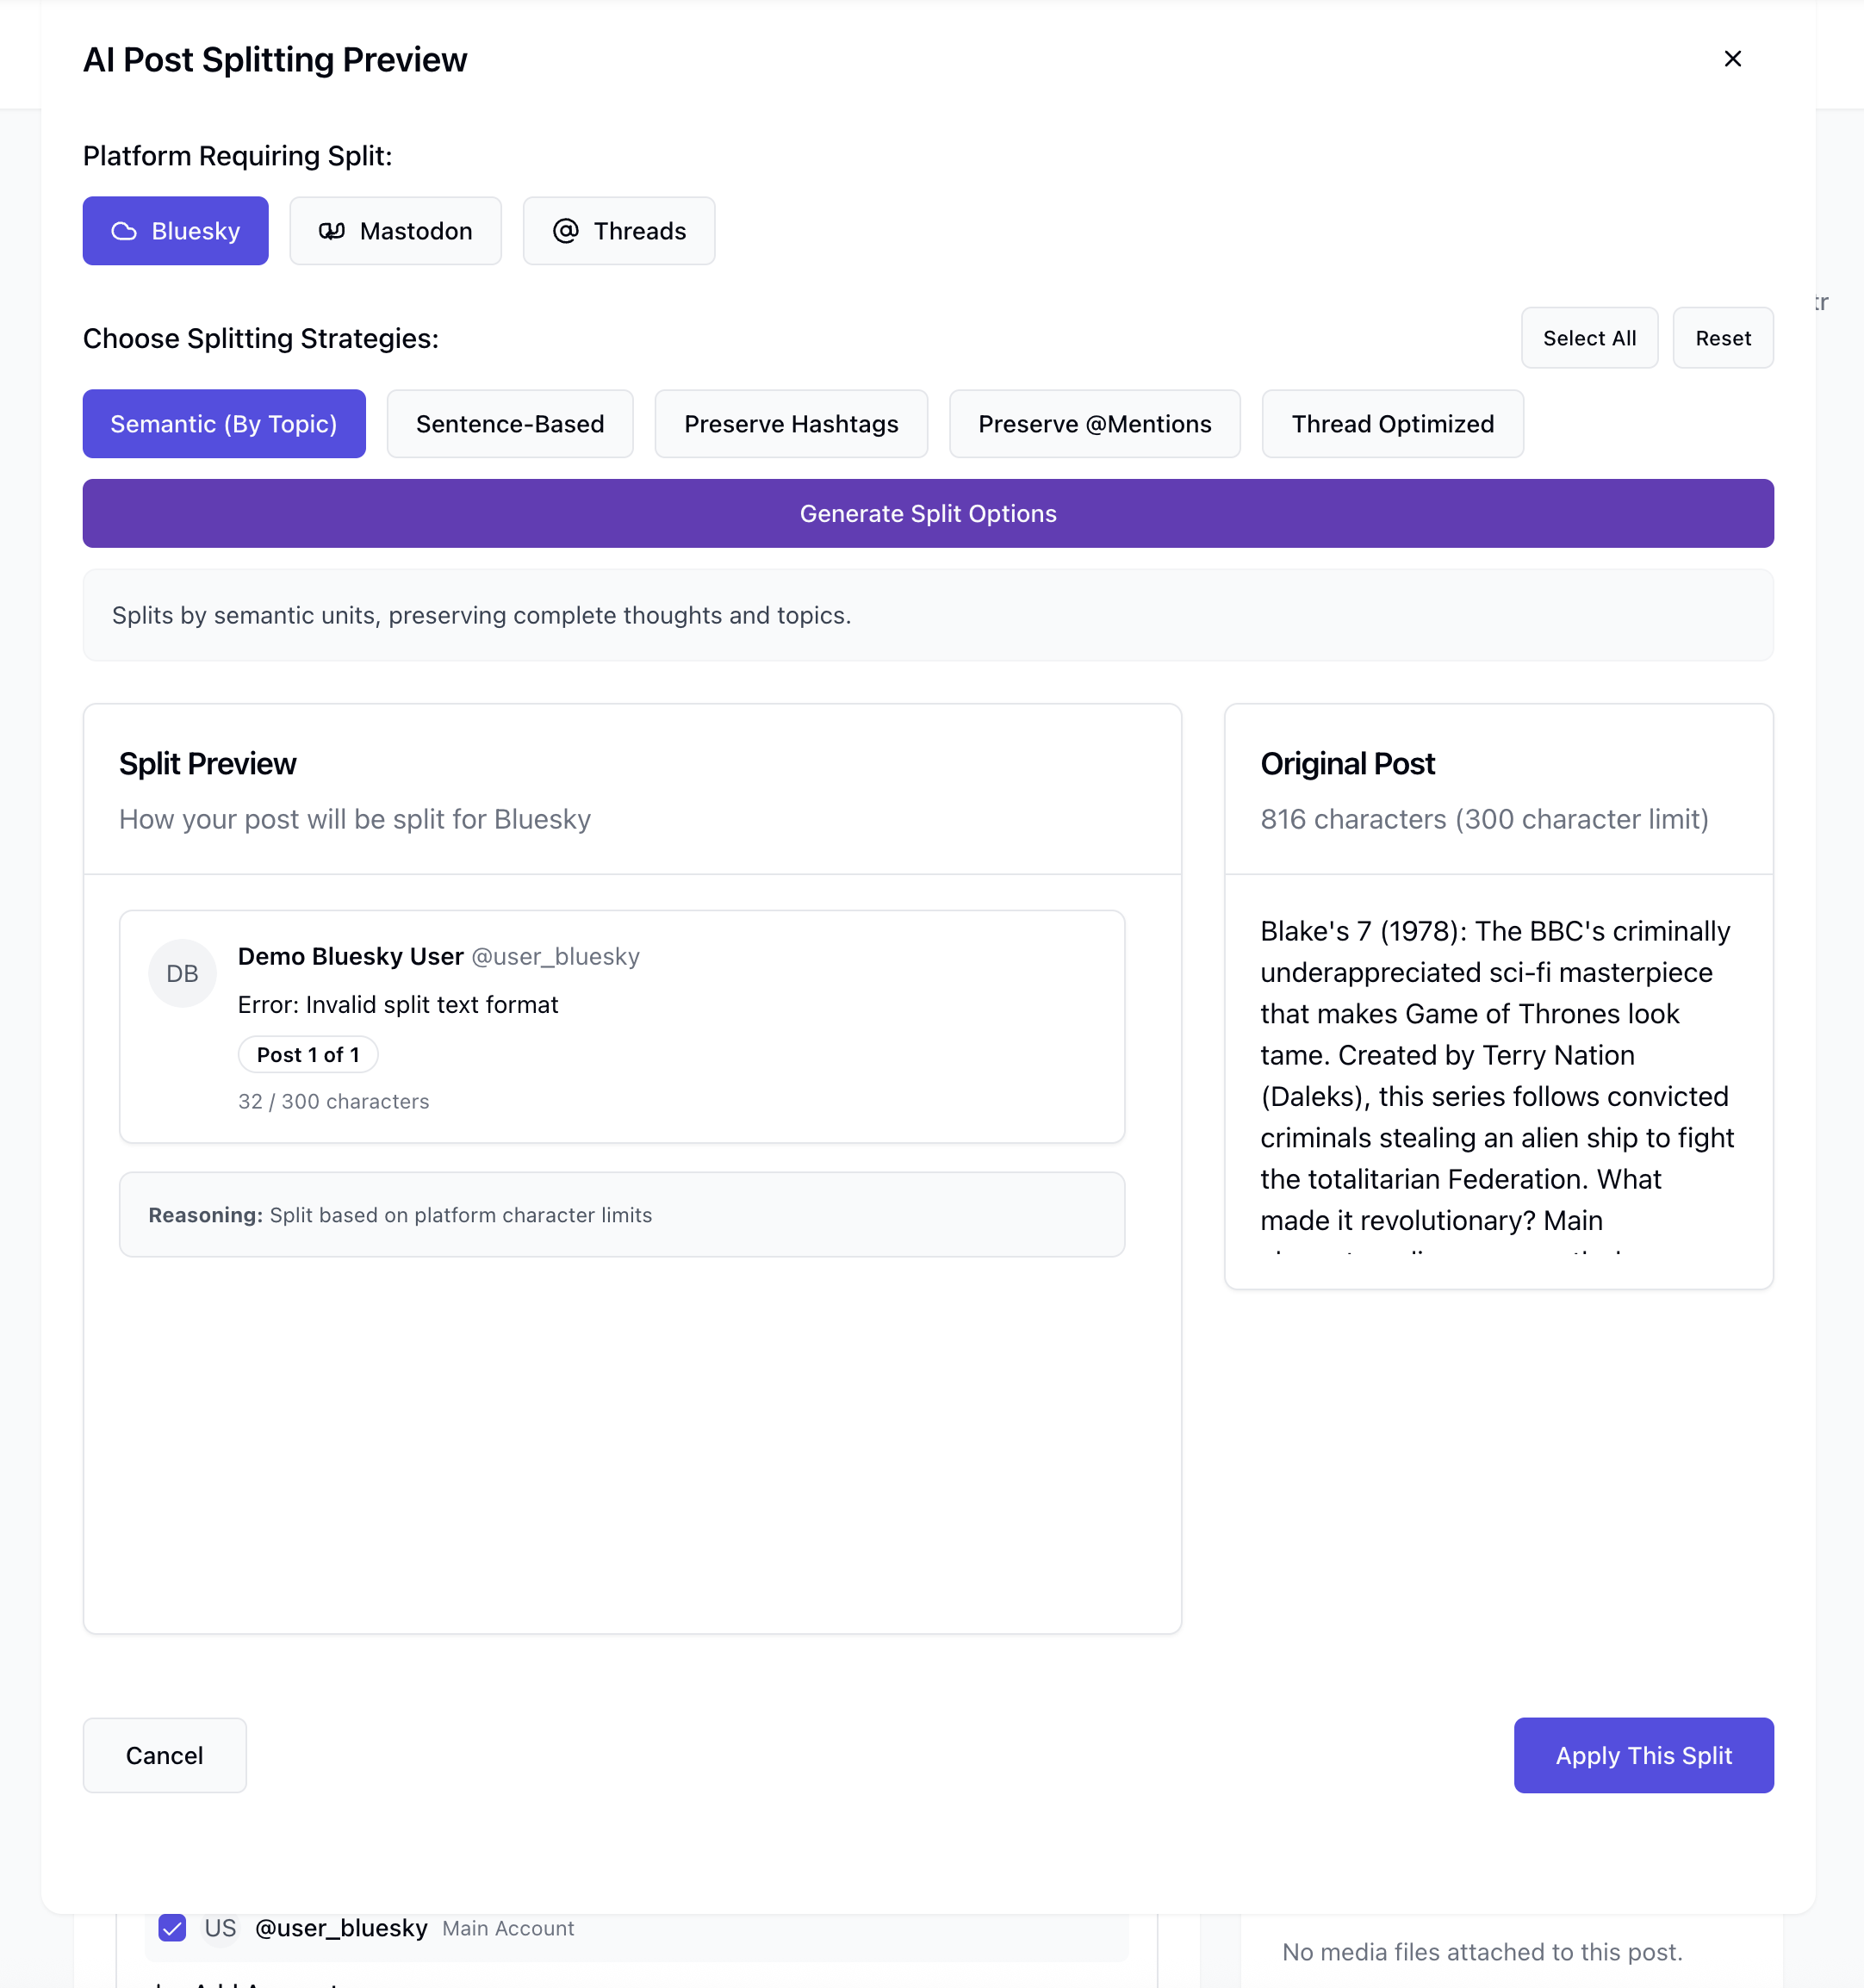 AI Post Splitting Preview
Platform Requiring Split:
Bluesky
Mastodon
Threads
tr
Choose Splitting Strategies:
Select All
Reset
Semantic (By Topic)
Sentence-Based
Preserve Hashtags
Preserve @Mentions
Thread Optimized
Generate Split Options
Splits by semantic units, preserving complete thoughts and topics.
Split Preview
How your post will be split for Bluesky
DB
Demo Bluesky User @user_bluesky
Error: Invalid split text format
Post 1 of 1
32 / 300 characters
Reasoning: Split based on platform character limits
Original Post
816 characters (300 character limit)
Blake's 7 (1978): The BBC's criminally
underappreciated sci-fi masterpiece
that makes Game of Thrones look
tame. Created by Terry Nation
(Daleks), this series follows convicted
criminals stealing an alien ship to fight
the totalitarian Federation. What
made it revolutionary? Main
Cancel
Apply This Split
US @user_bluesky Main Account
No media files attached to this post.